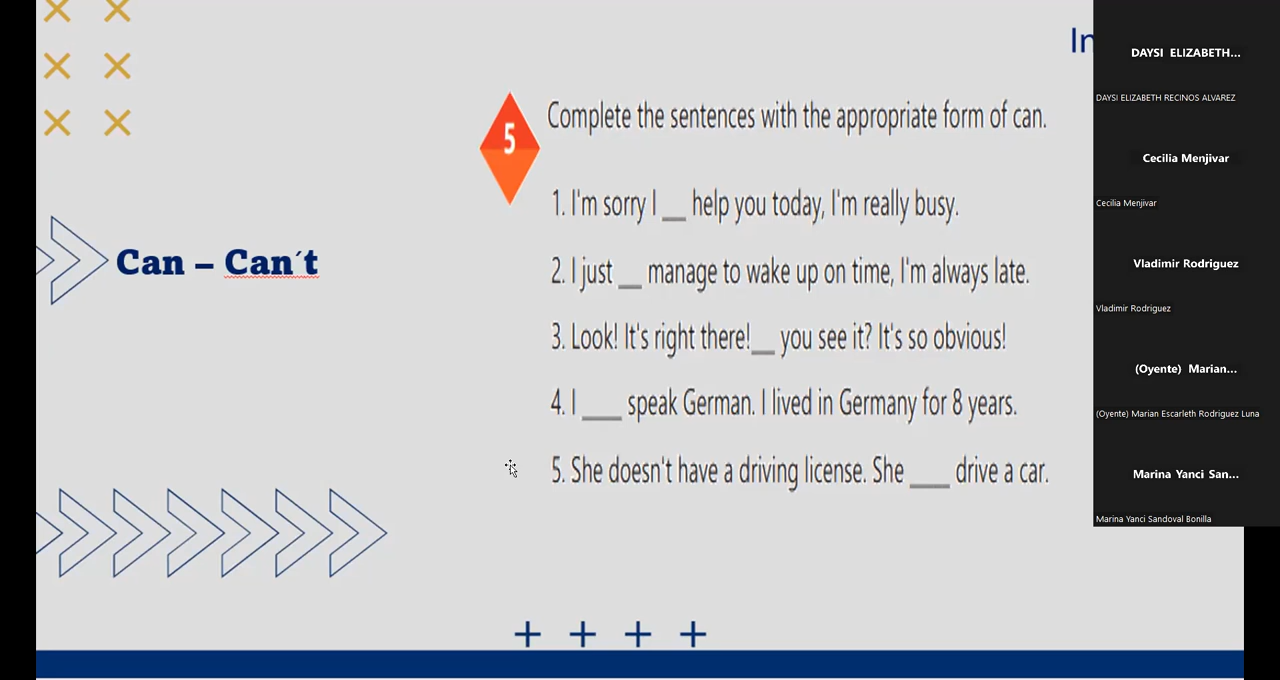 In
5
Complete the sentences with the appropriate form of can.
1. I'm sorry I __ help you today, I'm really busy.
Can – Can´t
2. I just __ manage to wake up on time, I'm always late.
3. Look! It's right there!__ you see it? It's so obvious!
4. I ___ speak German. I lived in Germany for 8 years.
5. She doesn't have a driving license. She ___ drive a car.
DAYSI ELIZABETH...
DAYSI ELIZABETH RECINOS ALVAREZ
Cecilia Menjivar
Cecilia Menjivar
Vladimir Rodriguez
Vladimir Rodriguez
(Oyente) Marian...
(Oyente) Marian Escarleth Rodriguez Luna
Marina Yanci San...
Marina Yanci Sandoval Bonilla